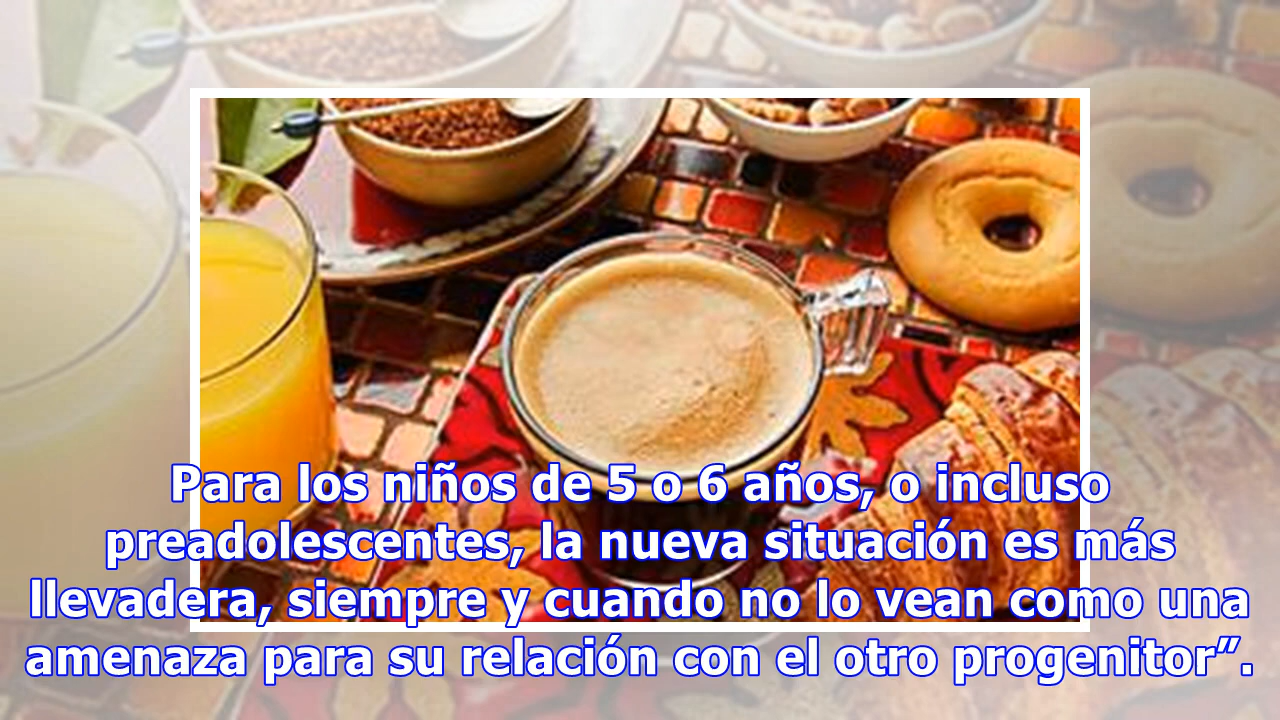 Para los niños de 5 o 6 años, o incluso
preadolescentes, la nueva situación es más
llevadera, siempre y cuando no lo vean como una
amenaza para su relación con el otro progenitor”.